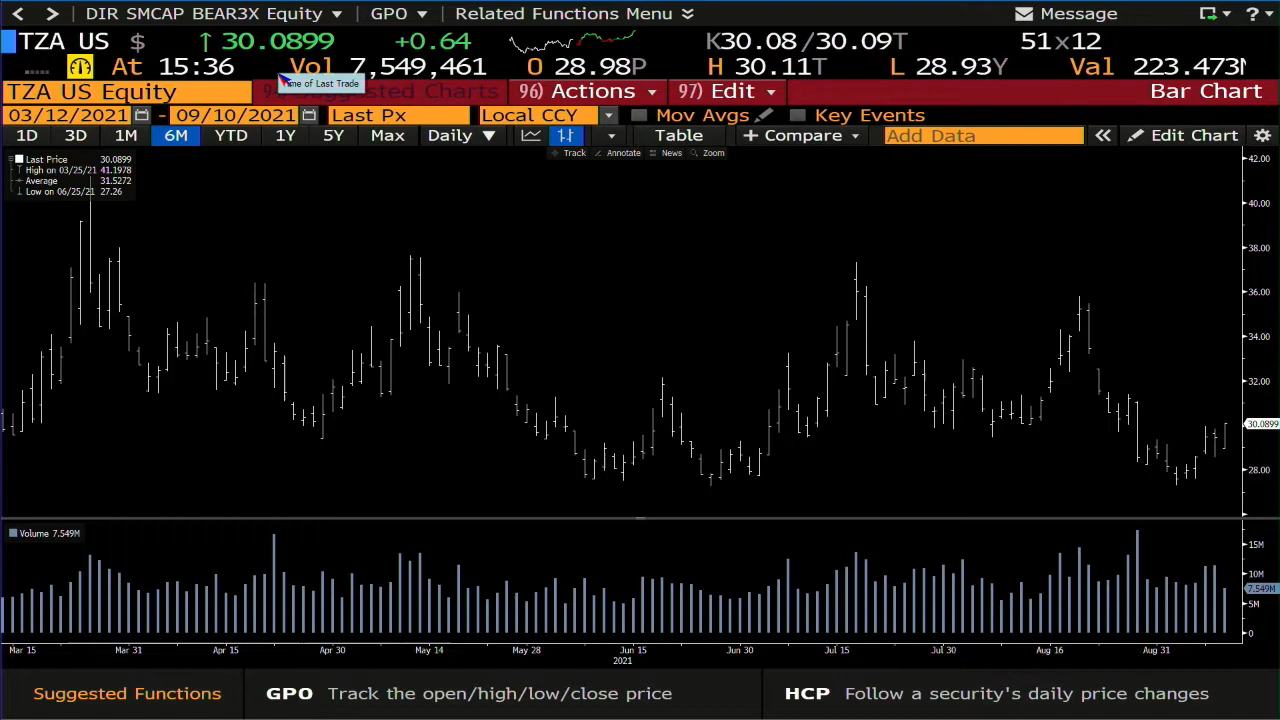 DIR SMCAP BEAR3X Equity GPO Related Functions Menu Message ?
TZA US $ ↑ 30.0899 +0.64 K30.08/30.09T 51x12
At 15:36 Vol 7,549,461 O 28.98P H 30.11T L 28.93Y Val 223.473M
Time of Last Trade
TZA US Equity 96) Actions 97) Edit Bar Chart
03/12/2021 - 09/10/2021 Last Px Local CCY Mov Avgs Key Events
1D 3D 1M 6M YTD 1Y 5Y Max Daily ▼ Table + Compare Add Data « Edit Chart
Track Annotate News Zoom
Last Price 30.0899
High on 03/25/21 41.1978
Average 31.5272
Low on 06/25/21 27.26
42.00
40.00
38.00
36.00
34.00
32.00
30.0899
28.00
Volume 7.549M
15M
10M
7.549M
5M
0
Mar 15 Mar 31 Apr 15 Apr 30 May 14 May 28 Jun 15 Jun 30 Jul 15 Jul 30 Aug 16 Aug 31
2021
Suggested Functions GPO Track the open/high/low/close price HCP Follow a security's daily price changes